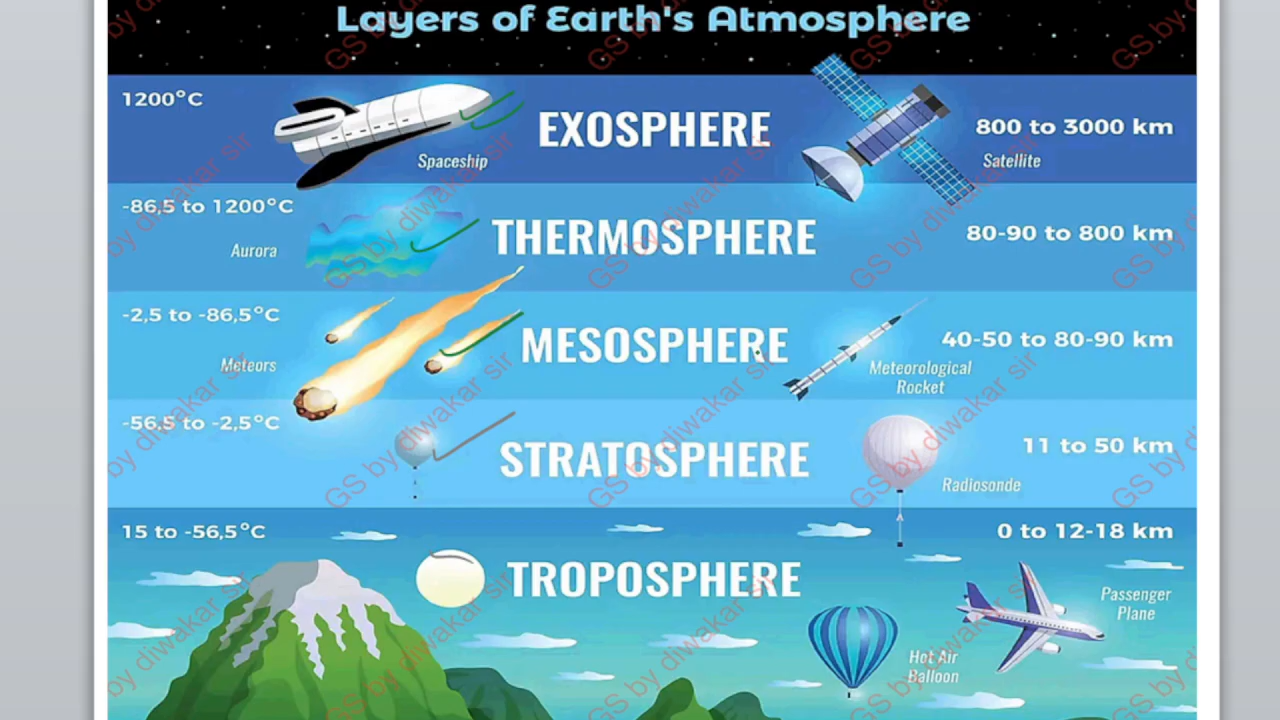 Layers of Earth's Atmosphere
1200°C
EXOSPHERE
800 to 3000 km
Spaceship
Satellite
-86,5 to 1200°C
THERMOSPHERE
80-90 to 800 km
Aurora
-2,5 to -86,5°C
MESOSPHERE
40-50 to 80-90 km
Meteors
Meteorological
Rocket
-56,5 to -2,5°C
STRATOSPHERE
11 to 50 km
Radiosonde
15 to -56,5°C
0 to 12-18 km
TROPOSPHERE
Passenger
Plane
Hot Air
Balloon
GS by diwakar sir